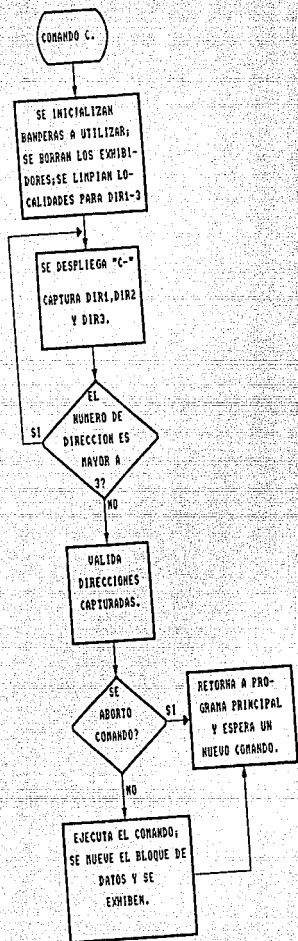 COMANDO C.
SE INICIALIZAN
BANDERAS A UTILIZAR;
SE BORRAN LOS EXHIBI-
DORES;SE LIMPIAN LO-
CALIDADES PARA DIR1-3
SE DESPLIEGA "C-"
CAPTURA DIR1,DIR2
Y DIR3.
EL
NUMERO DE
DIRECCION ES
MAYOR A
3?
SI
NO
VALIDA
DIRECCIONES
CAPTURADAS.
SE
ABORTO
COMANDO?
SI
NO
RETORNA A PRO-
GRAMA PRINCIPAL
Y ESPERA UN
NUEVO COMANDO.
EJECUTA EL COMANDO;
SE MUEVE EL BLOQUE DE
DATOS Y SE
EXHIBEN.